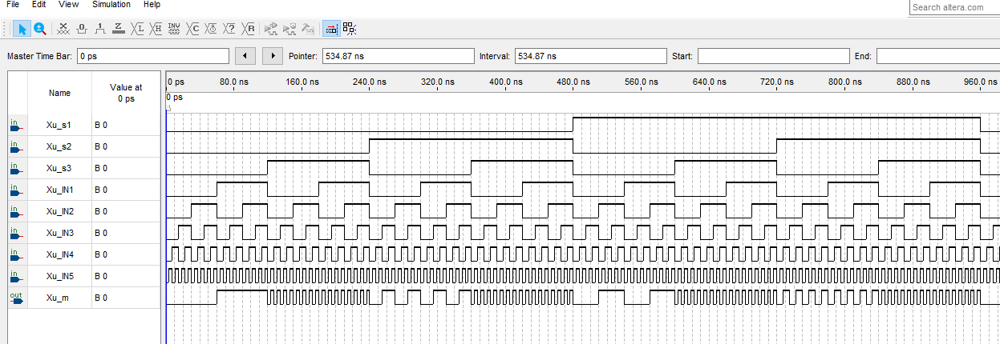 File Edit View Simulation Help
Search altera.com
Z L H INV C ? R
Master Time Bar: 0 ps Pointer: 534.87 ns Interval: 534.87 ns Start: End:
Name Value at 0 ps
0 ps 80.0 ns 160.0 ns 240.0 ns 320.0 ns 400.0 ns 480.0 ns 560.0 ns 640.0 ns 720.0 ns 800.0 ns 880.0 ns 960.0 ns
0 ps
in Xu_s1 B 0
in Xu_s2 B 0
in Xu_s3 B 0
in Xu_IN1 B 0
in Xu_IN2 B 0
in Xu_IN3 B 0
in Xu_IN4 B 0
in Xu_IN5 B 0
out Xu_m B 0